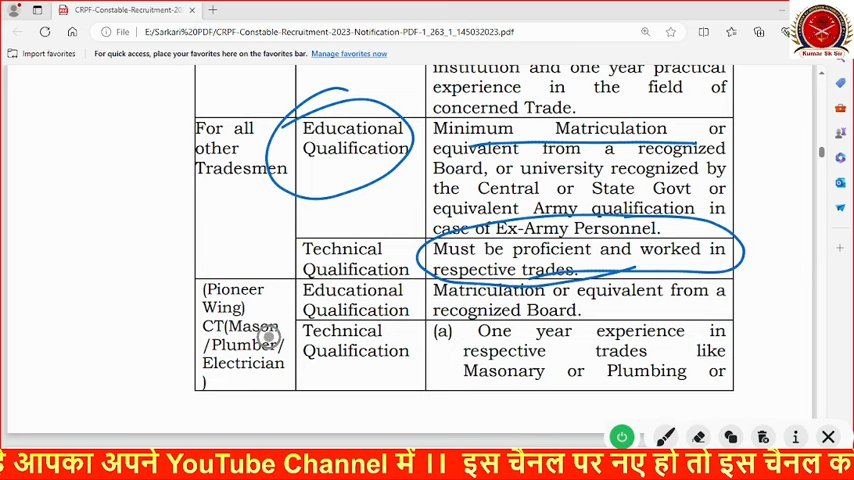 CRPF-Constable-Recruitment-202
File
E:/Sarkari%20PDF/CRPF-Constable-Recruitment-2023-Notification-PDF-1_263_1_145032023.pdf
Import favorites
For quick access, place your favorites here on the favorites bar. Manage favorites now
Kumar Sk Sir
institution and one year practical
experience in the field of
concerned Trade.
For all
other
Tradesmen
Educational
Qualification
Minimum Matriculation or
equivalent from a recognized
Board, or university recognized by
the Central or State Govt or
equivalent Army qualification in
case of Ex-Army Personnel.
Technical
Qualification
Must be proficient and worked in
respective trades.
(Pioneer
Wing)
CT(Mason
/Plumber/
Electrician
)
Educational
Qualification
Matriculation or equivalent from a
recognized Board.
Technical
Qualification
(a) One year experience in
respective trades like
Masonary or Plumbing or
है आपका अपने YouTube Channel में II इस चैनल पर नए हो तो इस चैनल क